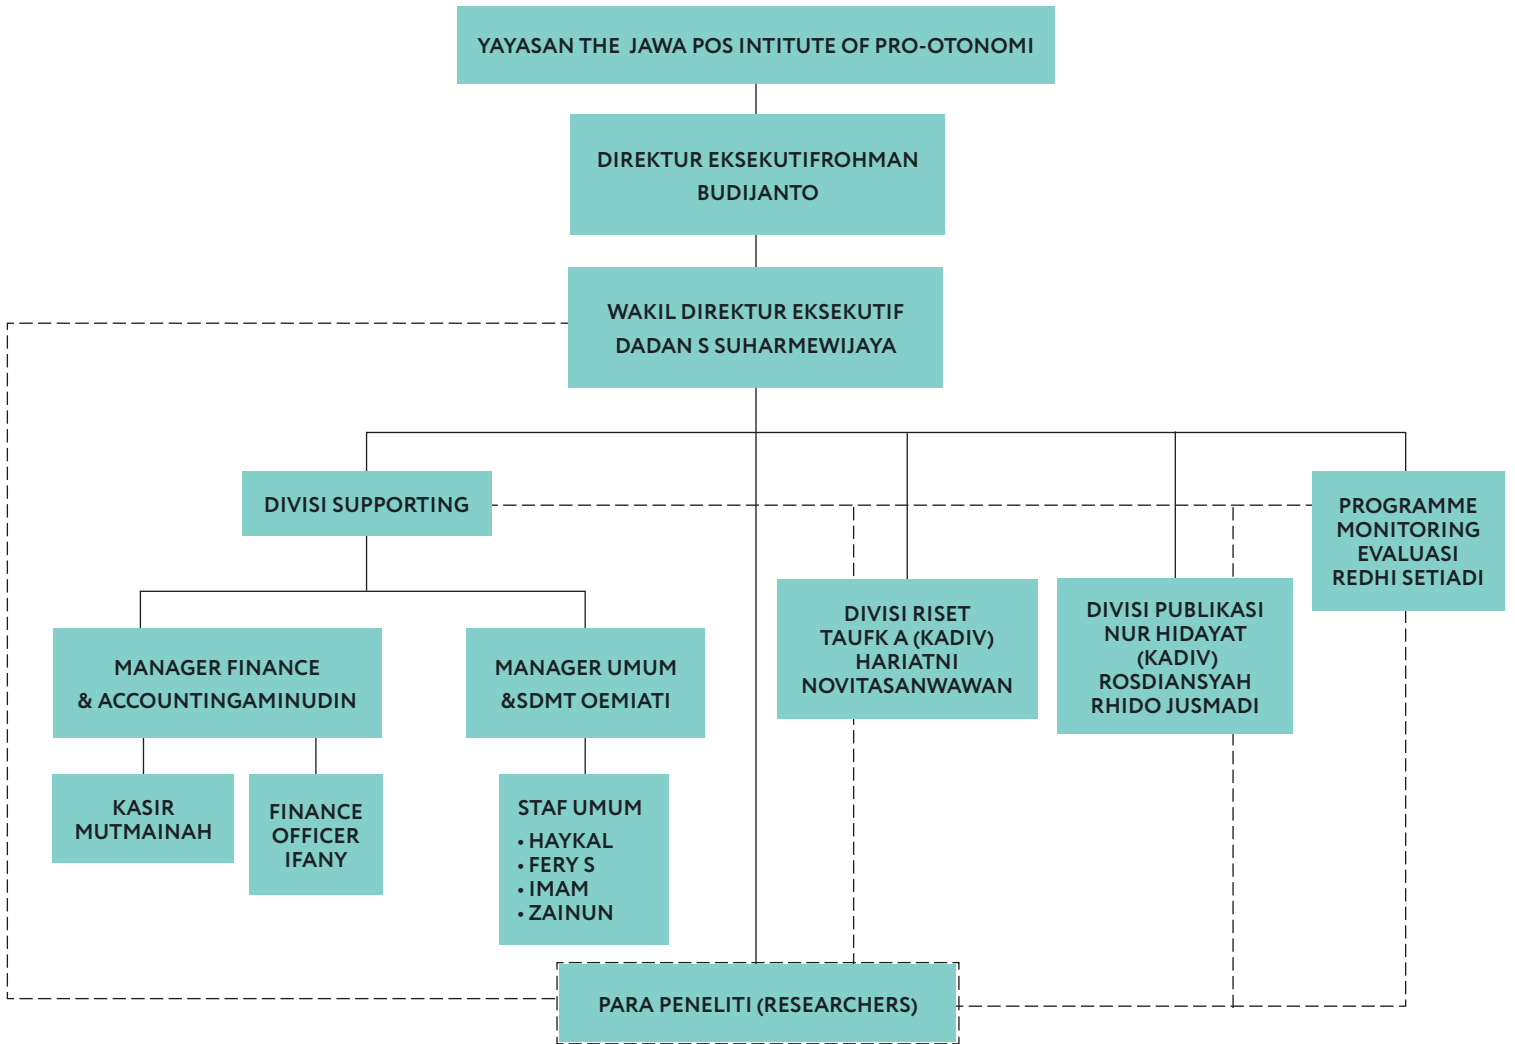 YAYASAN THE JAWA POS INTITUTE OF PRO-OTONOMI
DIREKTUR EKSEKUTIFROHMAN
BUDIJANTO
WAKIL DIREKTUR EKSEKUTIF
DADAN S SUHARMEWIJAYA
DIVISI SUPPORTING
PROGRAMME
MONITORING
EVALUASI
REDHI SETIADI
MANAGER FINANCE
& ACCOUNTINGAMINUDIN
MANAGER UMUM
&SDMT OEMIATI
DIVISI RISET
TAUFK A (KADIV)
HARIATNI
NOVITASANWAWAN
DIVISI PUBLIKASI
NUR HIDAYAT
(KADIV)
ROSDIANSYAH
RHIDO JUSMADI
KASIR
MUTMAINAH
FINANCE
OFFICER
IFANY
STAF UMUM
• HAYKAL
• FERY S
• IMAM
• ZAINUN
PARA PENELITI (RESEARCHERS)